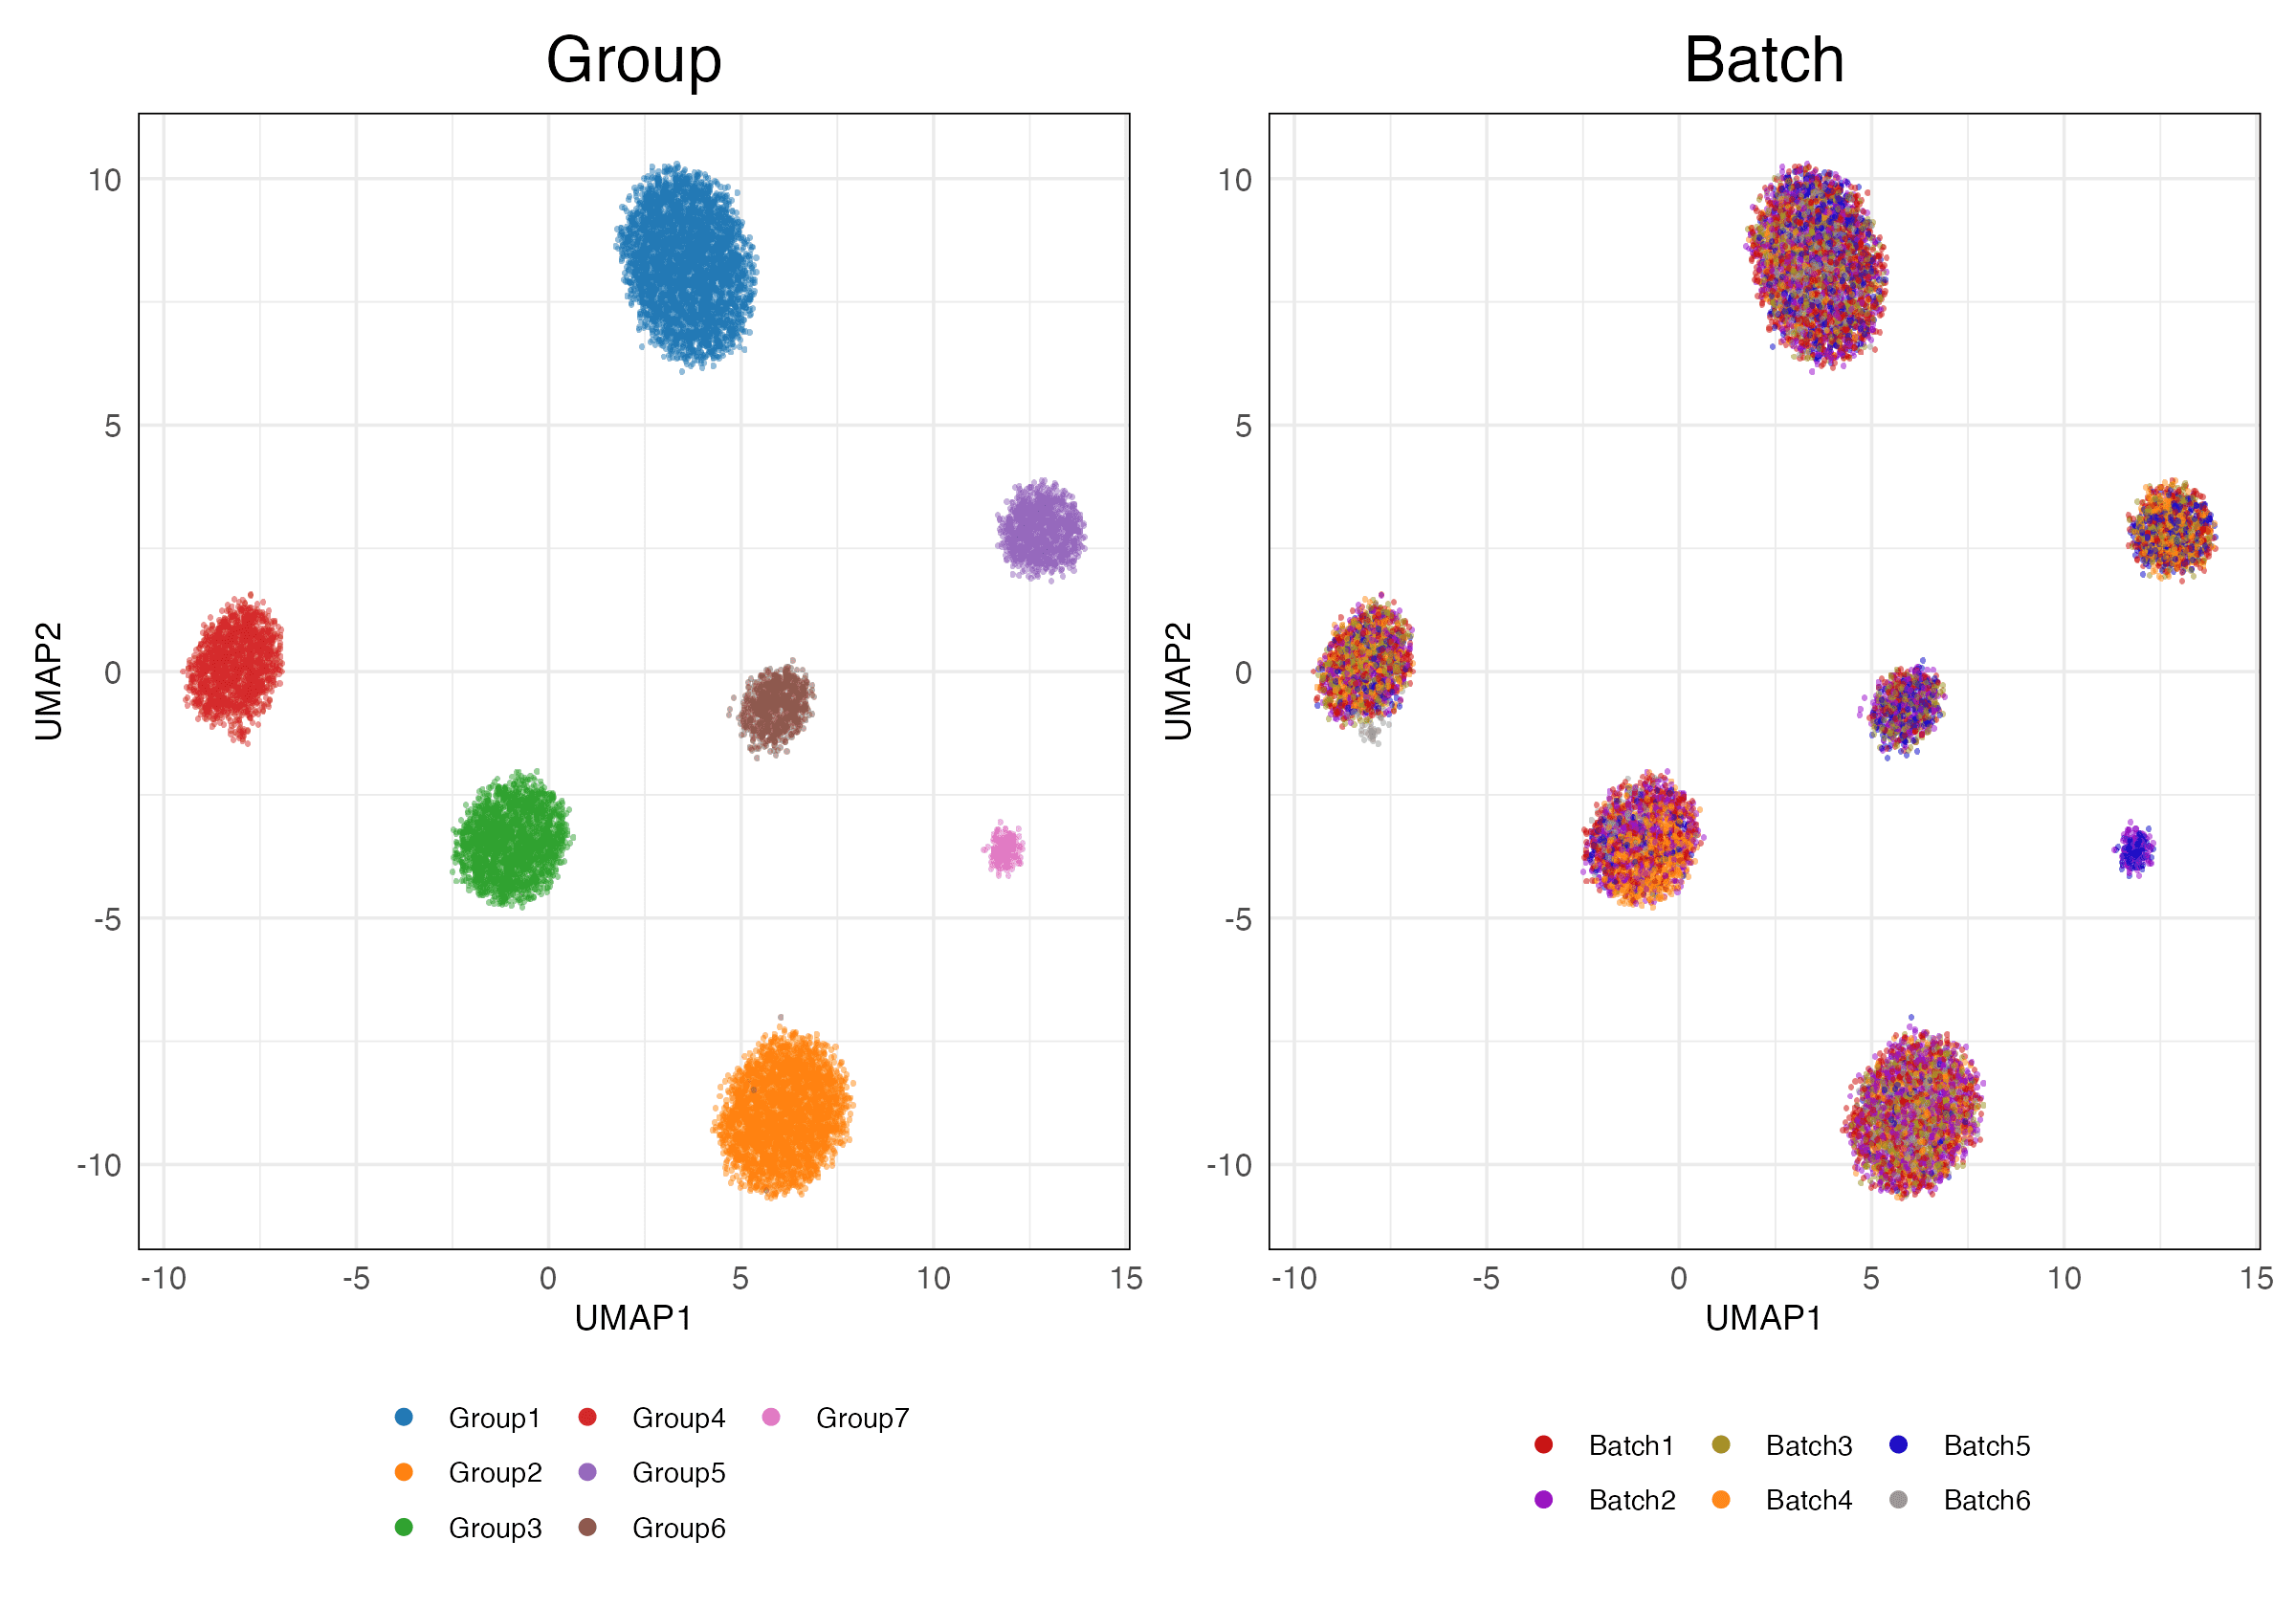 Group
10
5
0
-5
-10
UMAP2
-10 -5 0 5 10 15
UMAP1
Group1 Group4 Group7
Group2 Group5
Group3 Group6
Batch
10
5
0
-5
-10
UMAP2
-10 -5 0 5 10 15
UMAP1
Batch1 Batch3 Batch5
Batch2 Batch4 Batch6